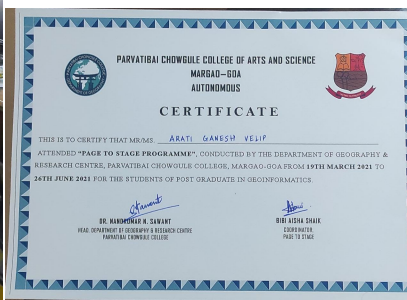 PARVATIBAI CHOWGULE COLLEGE OF ARTS AND SCIENCE
MARGAO-GOA
AUTONOMOUS
CERTIFICATE
THIS IS TO CERTIFY THAT MR/MS. ARATI GANESH VELIP
ATTENDED "PAGE TO STAGE PROGRAMME", CONDUCTED BY THE DEPARTMENT OF GEOGRAPHY &
RESEARCH CENTRE, PARVATIBAI CHOWGULE COLLEGE, MARGAO-GOA FROM 19TH MARCH 2021 TO
26TH JUNE 2021 FOR THE STUDENTS OF POST GRADUATE IN GEOINFORMATICS.
DR. NANDKUMAR N. SAWANT
HEAD, DEPARTMENT OF GEOGRAPHY & RESEARCH CENTRE
PARVATIBAI CHOWGULE COLLEGE
BIBI AISHA SHAIK
COORDINATOR,
PAGE TO STAGE